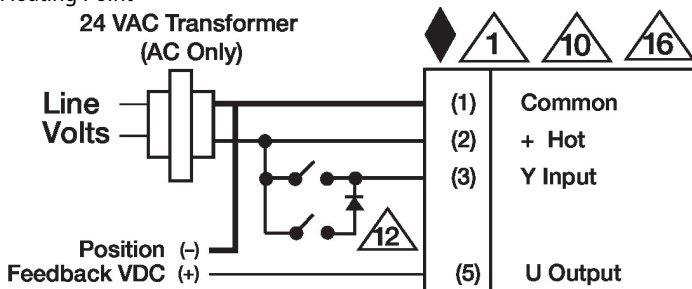 24 VAC Transformer
(AC Only)
1
10
16
Line
Volts
(1) Common
(2) + Hot
(3) Y Input
12
Position (–)
Feedback VDC (+)
(5) U Output